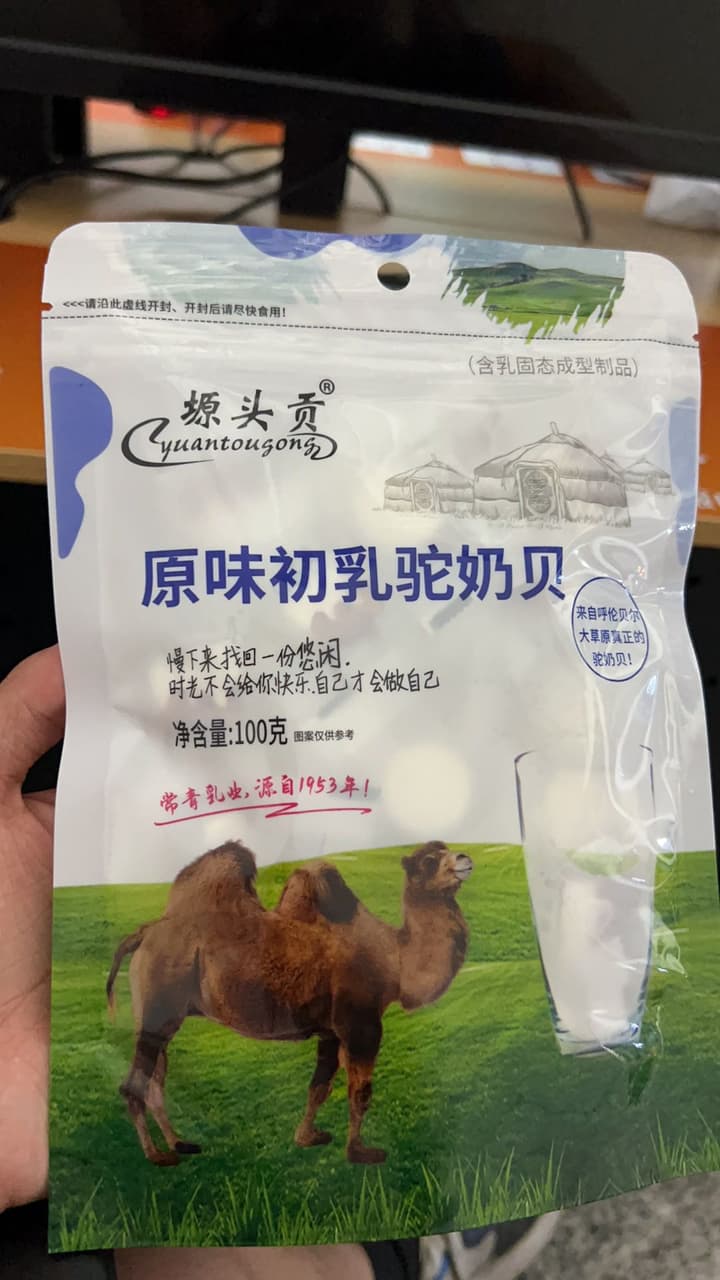 <<<请沿此虚线开封、开封后请尽快食用!
(含乳固态成型制品)
塬头贡®
yuantougong
原味初乳驼奶贝
来自呼伦贝尔
大草原真正的
驼奶贝!
慢下来找回一份悠闲.
时光不会给你快乐.自己才会做自己
净含量:100克 图案仅供参考
常青乳业,源自1953年!